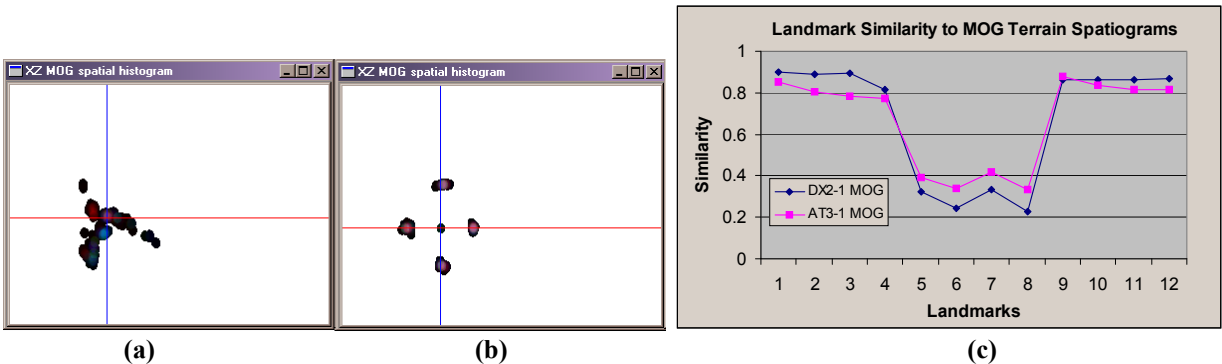 XZ MOG spatial histogram
(a)
XZ MOG spatial histogram
(b)
Landmark Similarity to MOG Terrain Spatiograms
1
0.8
0.6
0.4
0.2
0
Similarity
DX2-1 MOG
AT3-1 MOG
1 2 3 4 5 6 7 8 9 10 11 12
Landmarks
(c)